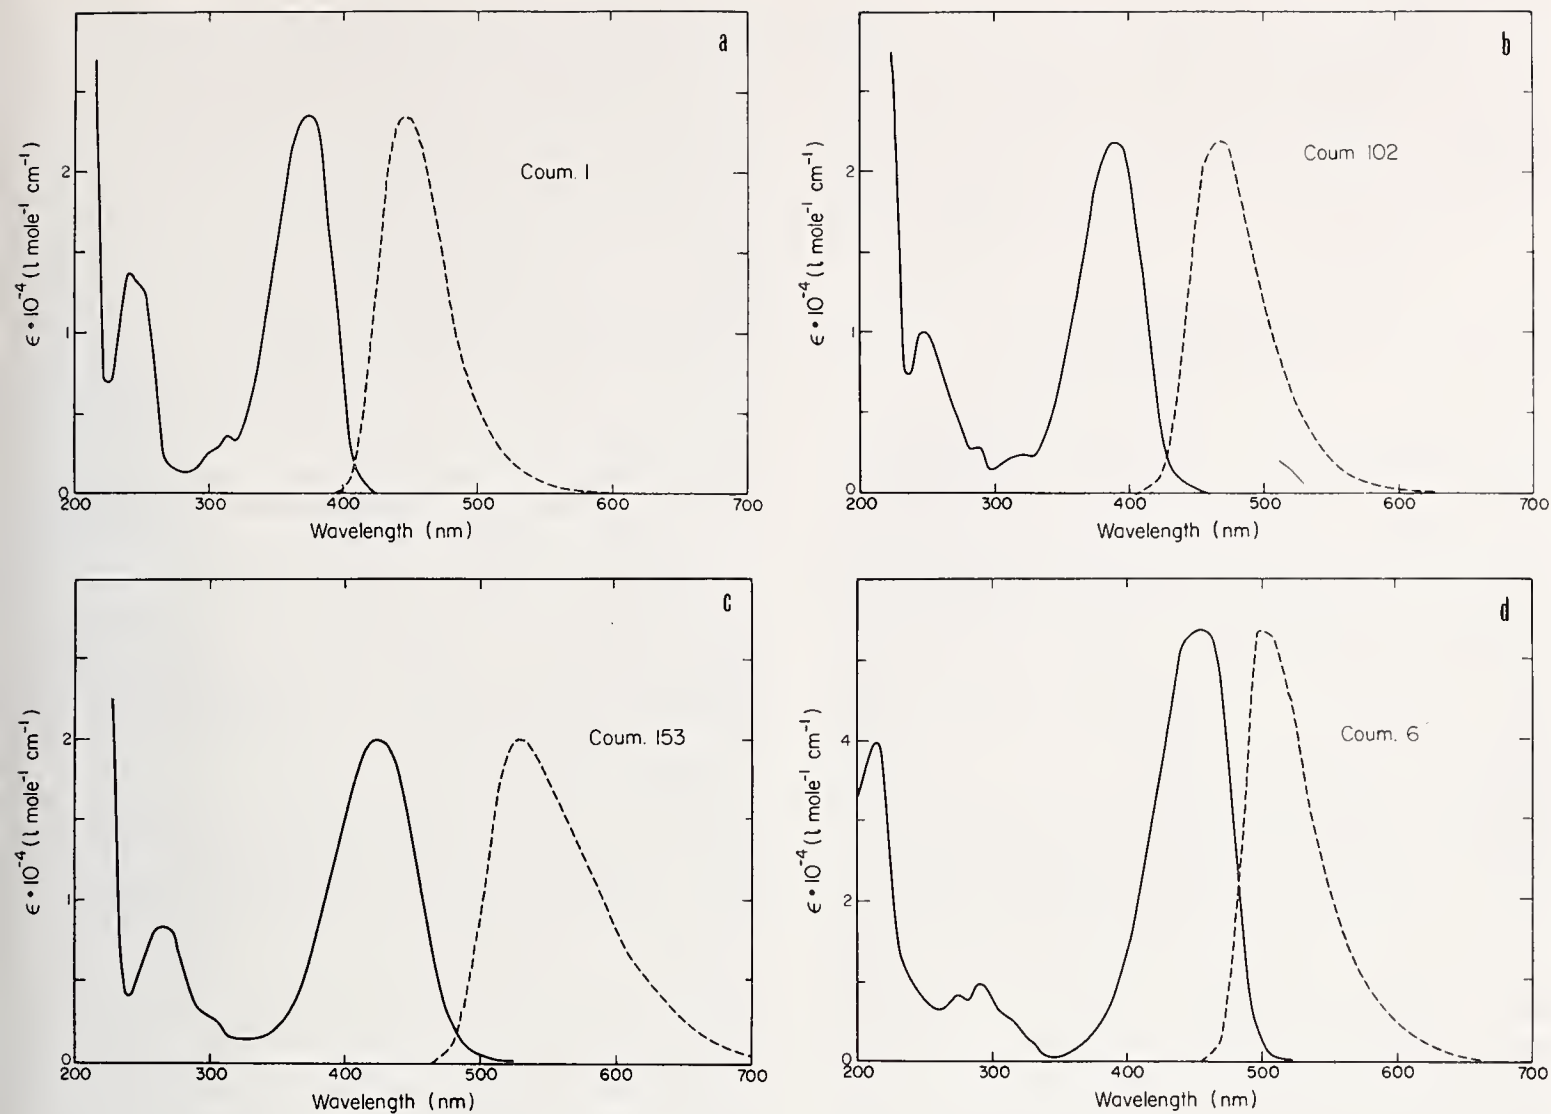 a
ϵ • 10⁻⁴ (l mole⁻¹ cm⁻¹)
2
1
0
Coum. 1
200 300 400 500 600 700
Wavelength (nm)
b
ϵ • 10⁻⁴ (l mole⁻¹ cm⁻¹)
2
1
0
Coum 102
200 300 400 500 600 700
Wavelength (nm)
c
ϵ • 10⁻⁴ (l mole⁻¹ cm⁻¹)
2
1
0
Coum. 153
200 300 400 500 600 700
Wavelength (nm)
d
ϵ • 10⁻⁴ (l mole⁻¹ cm⁻¹)
4
2
0
Coum. 6
200 300 400 500 600 700
Wavelength (nm)